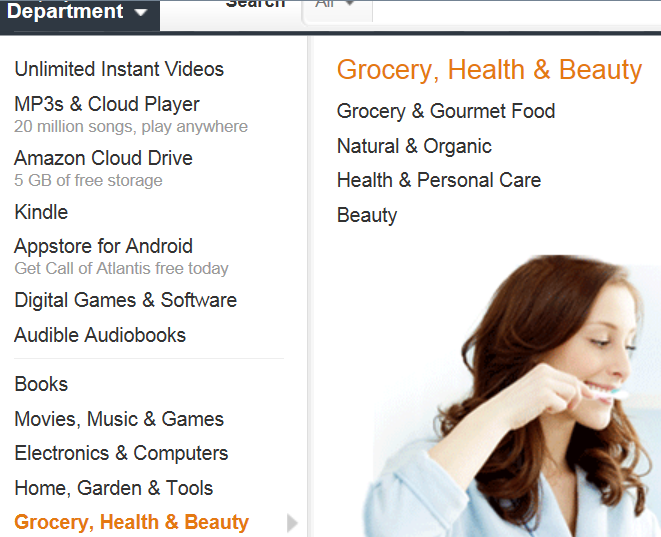 Department
Search
All
Unlimited Instant Videos
MP3s & Cloud Player
20 million songs, play anywhere
Amazon Cloud Drive
5 GB of free storage
Kindle
Appstore for Android
Get Call of Atlantis free today
Digital Games & Software
Audible Audiobooks
Books
Movies, Music & Games
Electronics & Computers
Home, Garden & Tools
Grocery, Health & Beauty
Grocery, Health & Beauty
Grocery & Gourmet Food
Natural & Organic
Health & Personal Care
Beauty